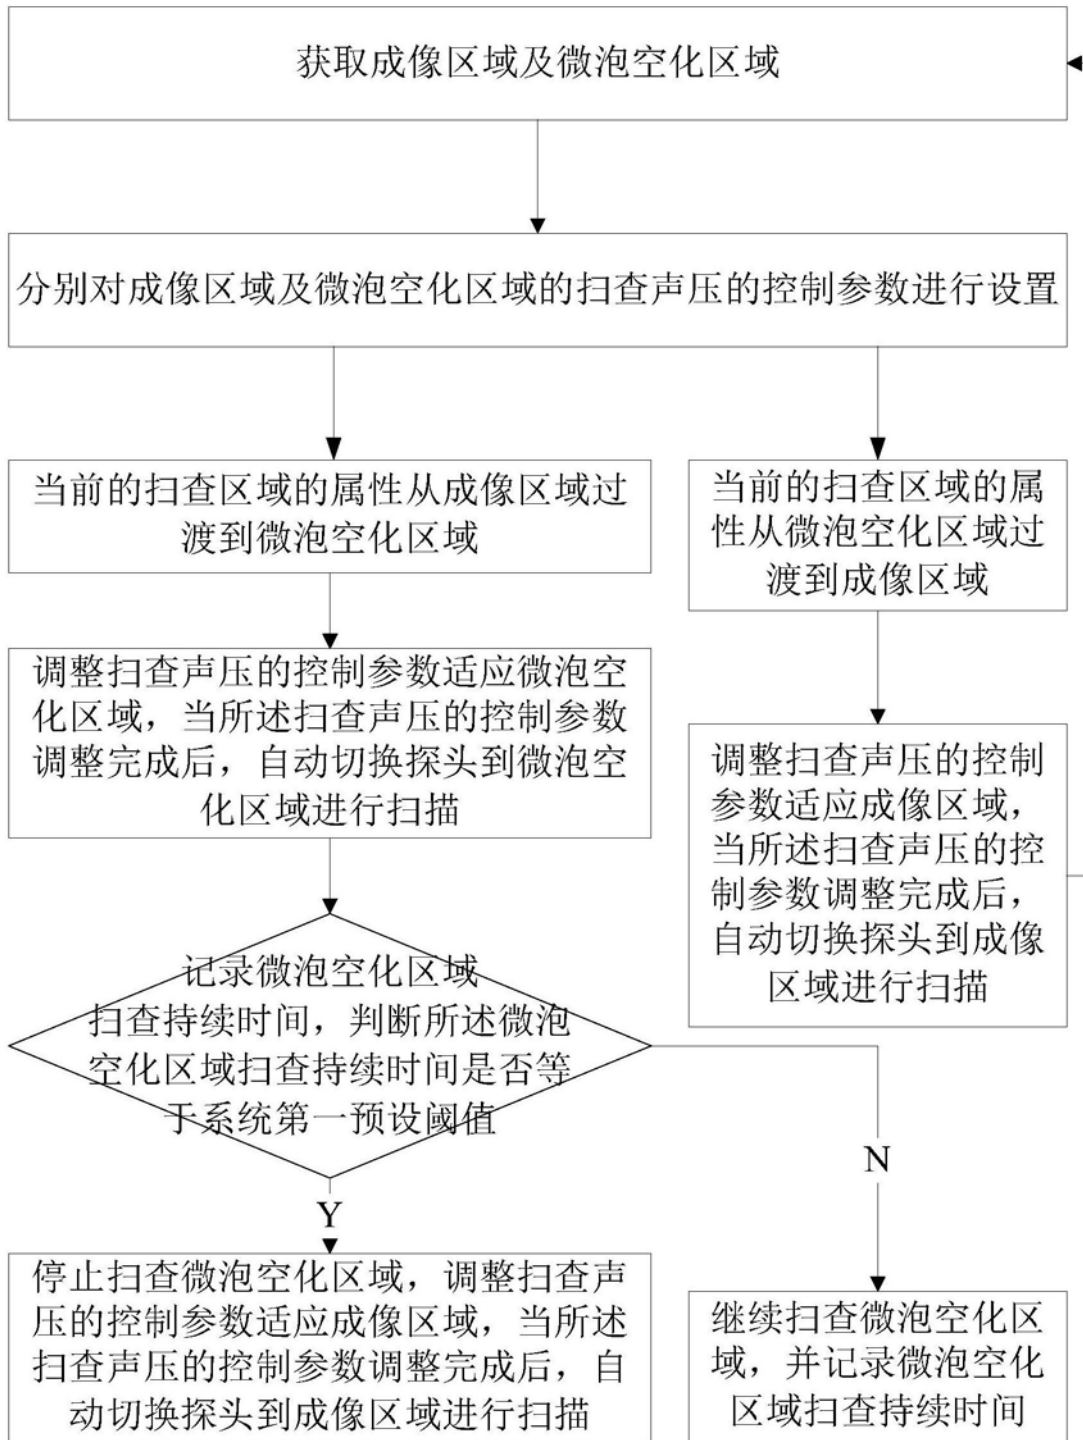 获取成像区域及微泡空化区域
分别对成像区域及微泡空化区域的扫查声压的控制参数进行设置
当前的扫查区域的属性从成像区域过
渡到微泡空化区域
当前的扫查区域的属
性从微泡空化区域过
渡到成像区域
调整扫查声压的控制参数适应微泡空
化区域，当所述扫查声压的控制参数
调整完成后，自动切换探头到微泡空
化区域进行扫描
调整扫查声压的控制
参数适应成像区域，
当所述扫查声压的控
制参数调整完成后，
自动切换探头到成像
区域进行扫描
记录微泡空化区域
扫查持续时间，判断所述微泡
空化区域扫查持续时间是否等
于系统第一预设阈值
N
Y
停止扫查微泡空化区域，调整扫查声
压的控制参数适应成像区域，当所述
扫查声压的控制参数调整完成后，自
动切换探头到成像区域进行扫描
继续扫查微泡空化区
域，并记录微泡空化
区域扫查持续时间